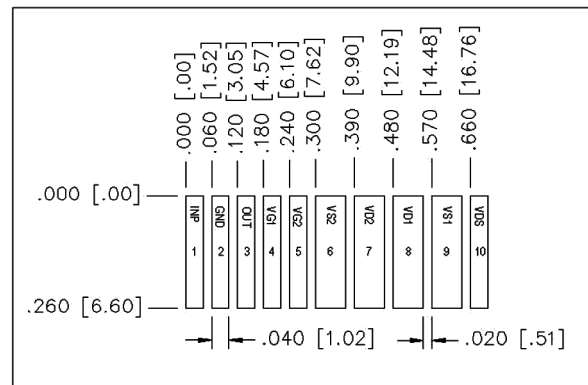 .000 [.00]
.060 [1.52]
.120 [3.05]
.180 [4.57]
.240 [6.10]
.300 [7.62]
.390 [9.90]
.480 [12.19]
.570 [14.48]
.660 [16.76]
.000 [.00]
INP
GND
OUT
VG1
VG2
VS2
VD2
VD1
VS1
VDS
1
2
3
4
5
6
7
8
9
10
.260 [6.60]
.040 [1.02]
.020 [.51]